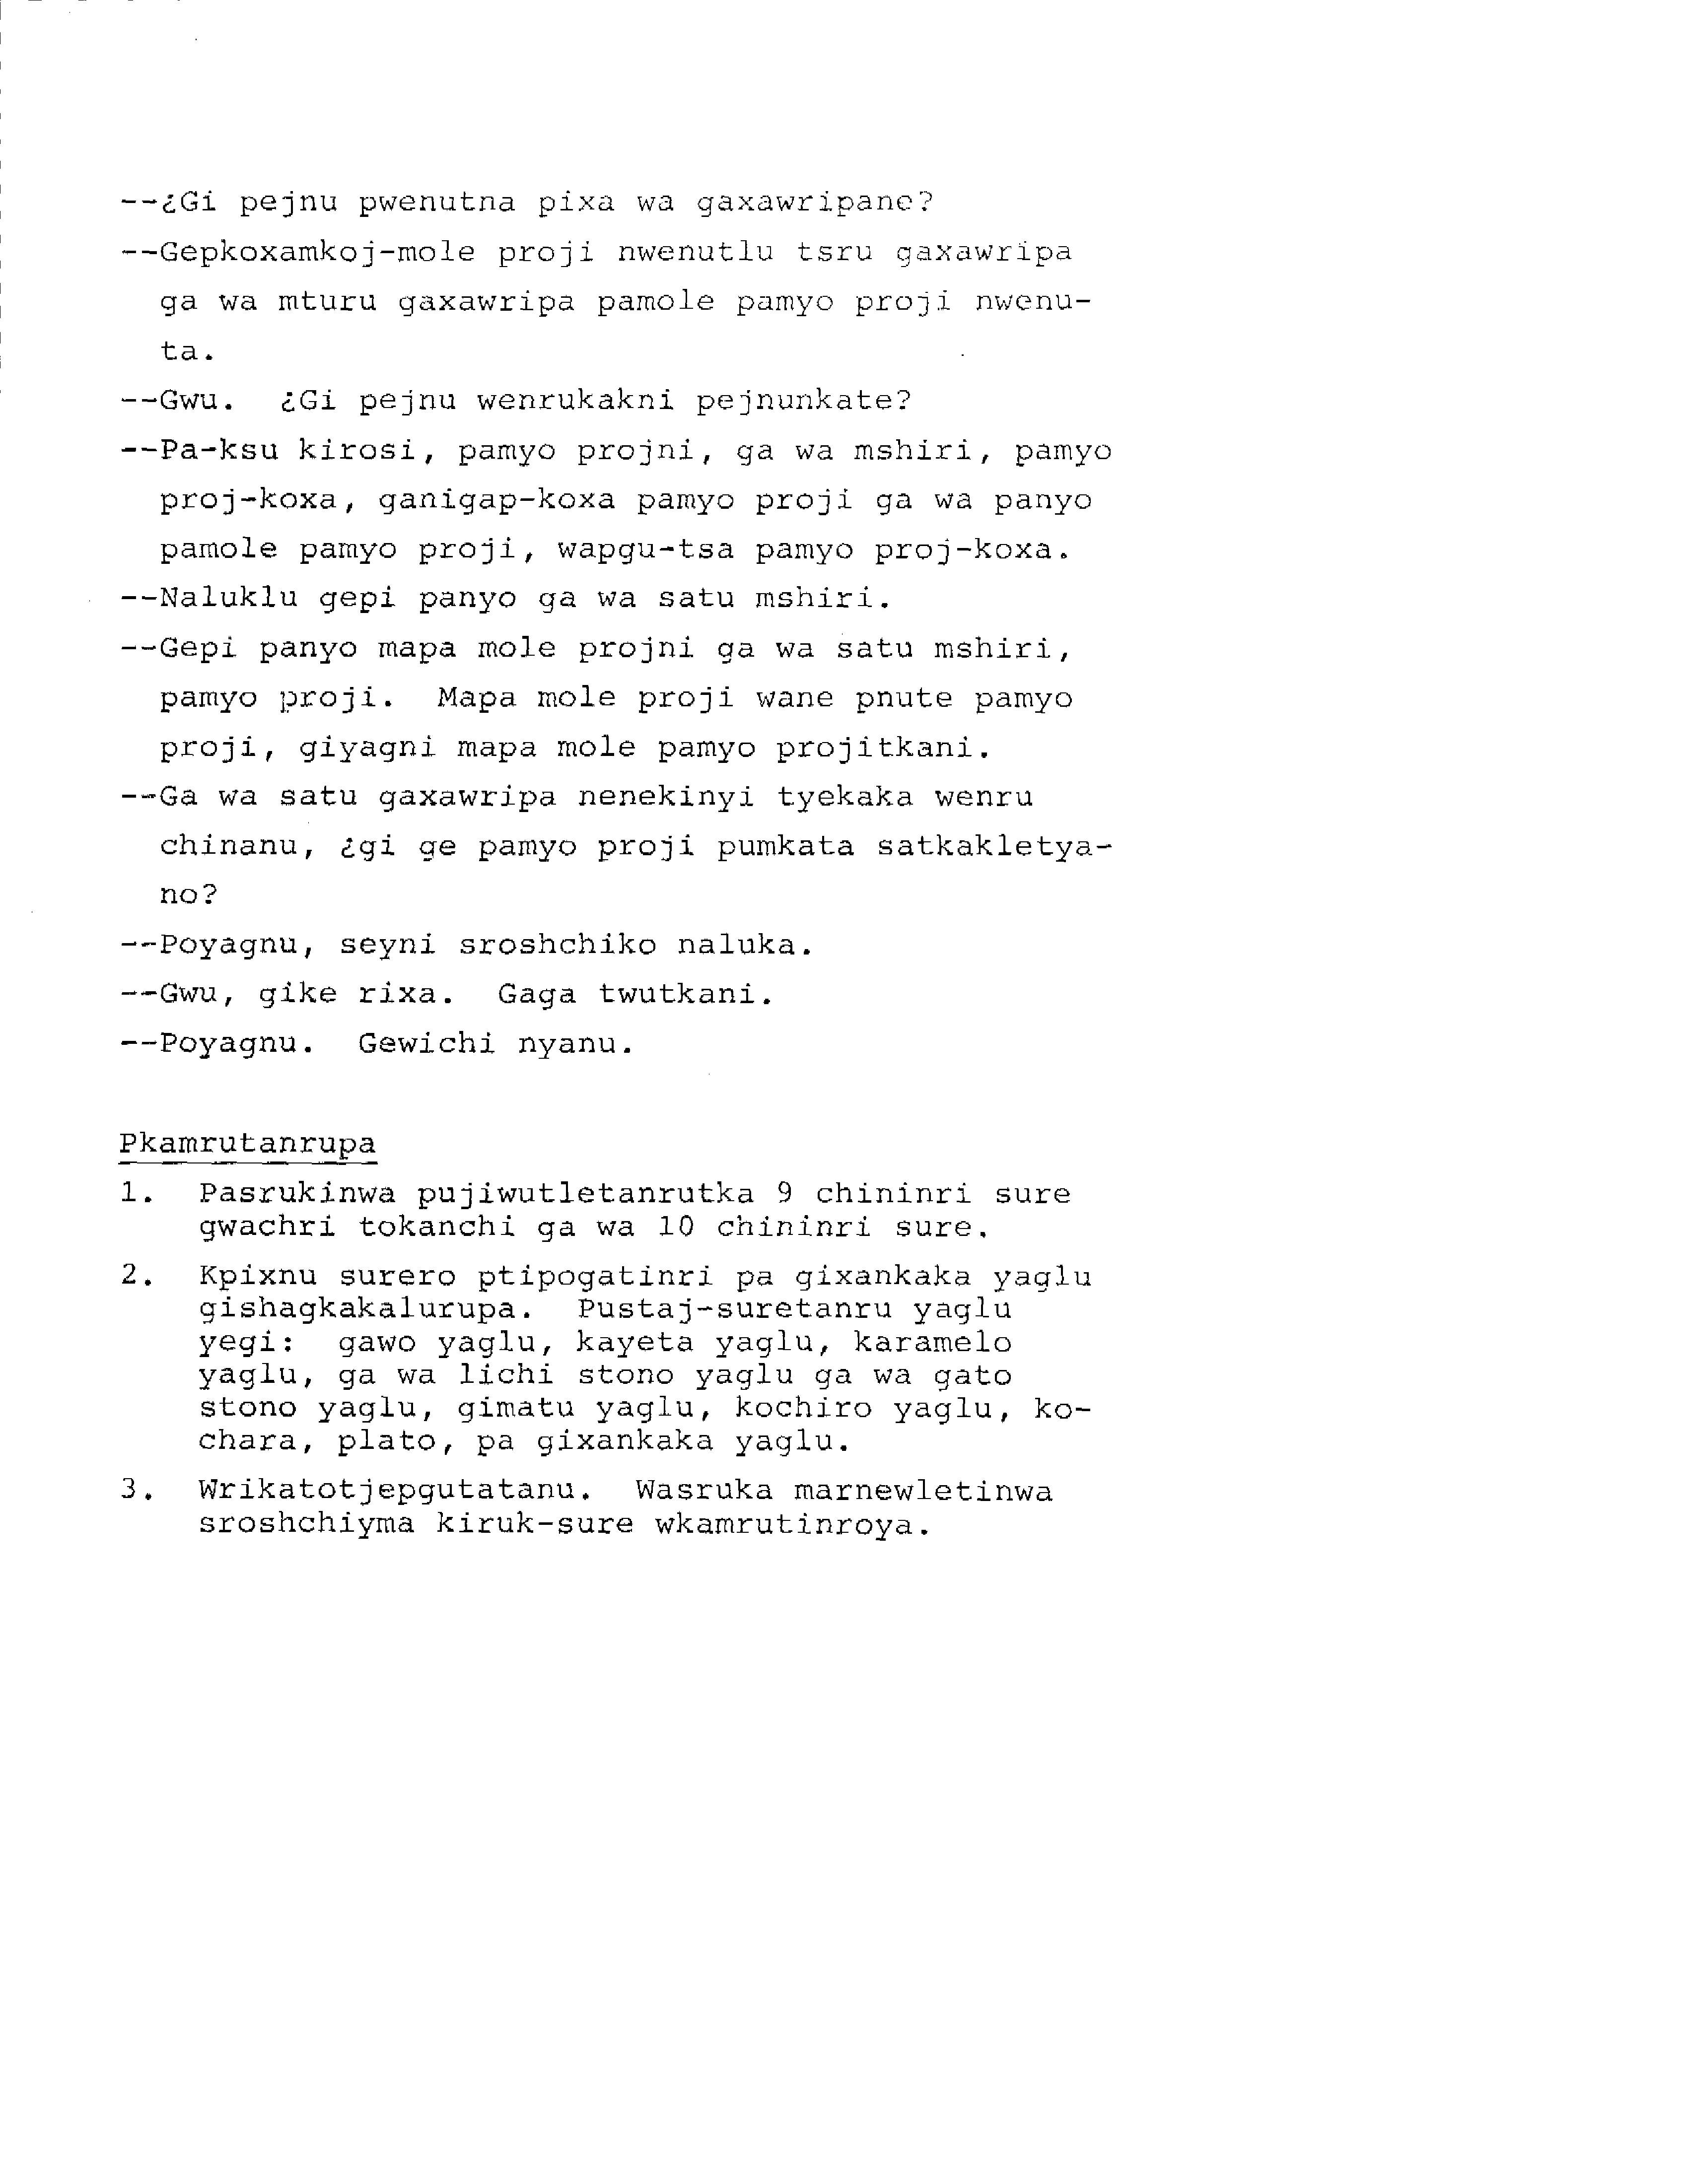 --¿Gi pejnu pwenutna pixa wa gaxawripane?
--Gepkoxamkoj-mole proji nwenutlu tsru gaxawripa
ga wa mturu gaxawripa pamole pamyo proji nwenu-
ta.
--Gwu. ¿Gi pejnu wenrukakni pejnunkate?
--Pa-ksu kirosi, pamyo projni, ga wa mshiri, pamyo
proj-koxa, ganigap-koxa pamyo proji ga wa panyo
pamole pamyo proji, wapgu-tsa pamyo proj-koxa.
--Naluklu gepi panyo ga wa satu mshiri.
--Gepi panyo mapa mole projni ga wa satu mshiri,
pamyo proji. Mapa mole proji wane pnute pamyo
proji, giyagni mapa mole pamyo projitkani.
--Ga wa satu gaxawripa nenekinyi tyekaka wenru
chinanu, ¿gi ge pamyo proji pumkata satkakletya-
no?
--Poyagnu, seyni sroshchiko naluka.
--Gwu, gike rixa. Gaga twutkani.
--Poyagnu. Gewichi nyanu.
Pkamrutanrupa
1. Pasrukinwa pujiwutletanrutka 9 chininri sure
gwachri tokanchi ga wa 10 chininri sure.
2. Kpixnu surero ptipogatinri pa gixankaka yaglu
gishagkakalurupa. Pustaj-suretanru yaglu
yegi: gawo yaglu, kayeta yaglu, karamelo
yaglu, ga wa lichi stono yaglu ga wa gato
stono yaglu, gimatu yaglu, kochiro yaglu, ko-
chara, plato, pa gixankaka yaglu.
3. Wrikatotjepgutatanu. Wasruka marnewletinwa
sroshchiyma kiruk-sure wkamrutinroya.